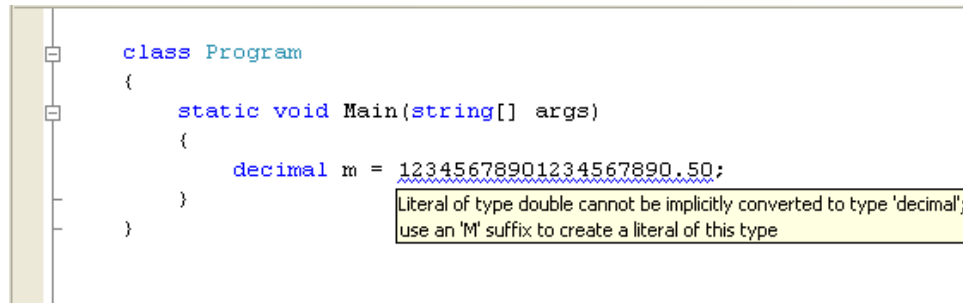 class Program
{
static void Main(string[] args)
{
decimal m = 12345678901234567890.50;
}
Literal of type double cannot be implicitly converted to type 'decimal';
use an 'M' suffix to create a literal of this type
}